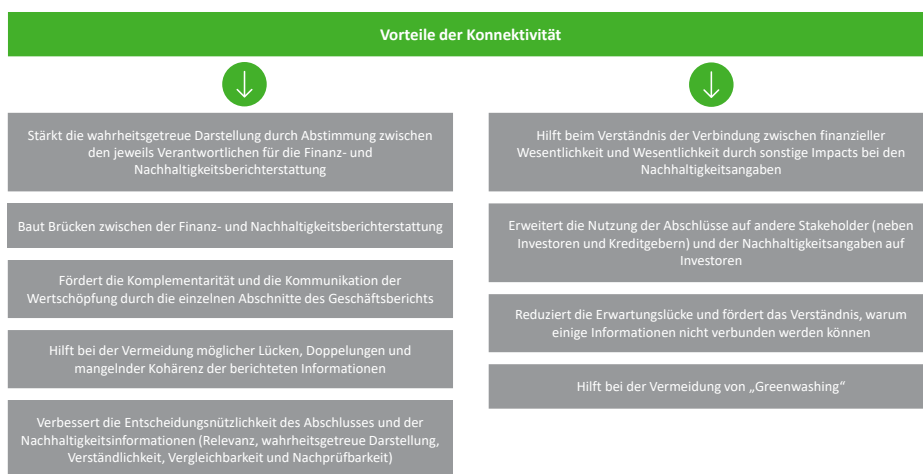 Vorteile der Konnektivität
Stärkt die wahrheitsgetreue Darstellung durch Abstimmung zwischen
den jeweils Verantwortlichen für die Finanz- und
Nachhaltigkeitsberichterstattung
Baut Brücken zwischen der Finanz- und Nachhaltigkeitsberichterstattung
Fördert die Komplementarität und die Kommunikation der
Wertschöpfung durch die einzelnen Abschnitte des Geschäftsberichts
Hilft bei der Vermeidung möglicher Lücken, Doppelungen und
mangelnder Kohärenz der berichteten Informationen
Verbessert die Entscheidungsnützlichkeit des Abschlusses und der
Nachhaltigkeitsinformationen (Relevanz, wahrheitsgetreue Darstellung,
Verständlichkeit, Vergleichbarkeit und Nachprüfbarkeit)
Hilft beim Verständnis der Verbindung zwischen finanzieller
Wesentlichkeit und Wesentlichkeit durch sonstige Impacts bei den
Nachhaltigkeitsangaben
Erweitert die Nutzung der Abschlüsse auf andere Stakeholder (neben
Investoren und Kreditgebern) und der Nachhaltigkeitsangaben auf
Investoren
Reduziert die Erwartungslücke und fördert das Verständnis, warum
einige Informationen nicht verbunden werden können
Hilft bei der Vermeidung von „Greenwashing“